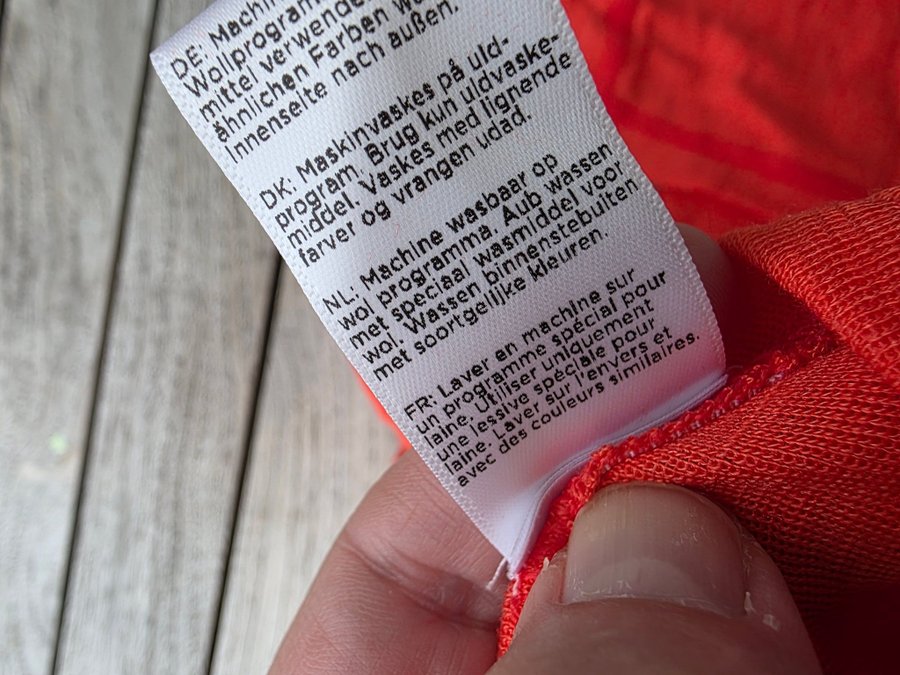 DE: Machin
Wollprogram
mittel verwende
ähnlichen Farben
Innenseite nach außen.
DK: Maskinvaskes på uld-
program. Brug kun uldvaske-
middel. Vaskes med lignende
farver og vrangen udad.
NL: Machine wasbaar op
wol programma. Aub wassen
met speciaal wasmiddel voor
wol. Wassen binnenstebuiten
met soortgelijke kleuren.
FR: Laver en machine sur
un programme spécial pour
laine. Utiliser uniquement
une lessive spéciale pour
laine. Laver sur l'envers et
avec des couleurs similaires.